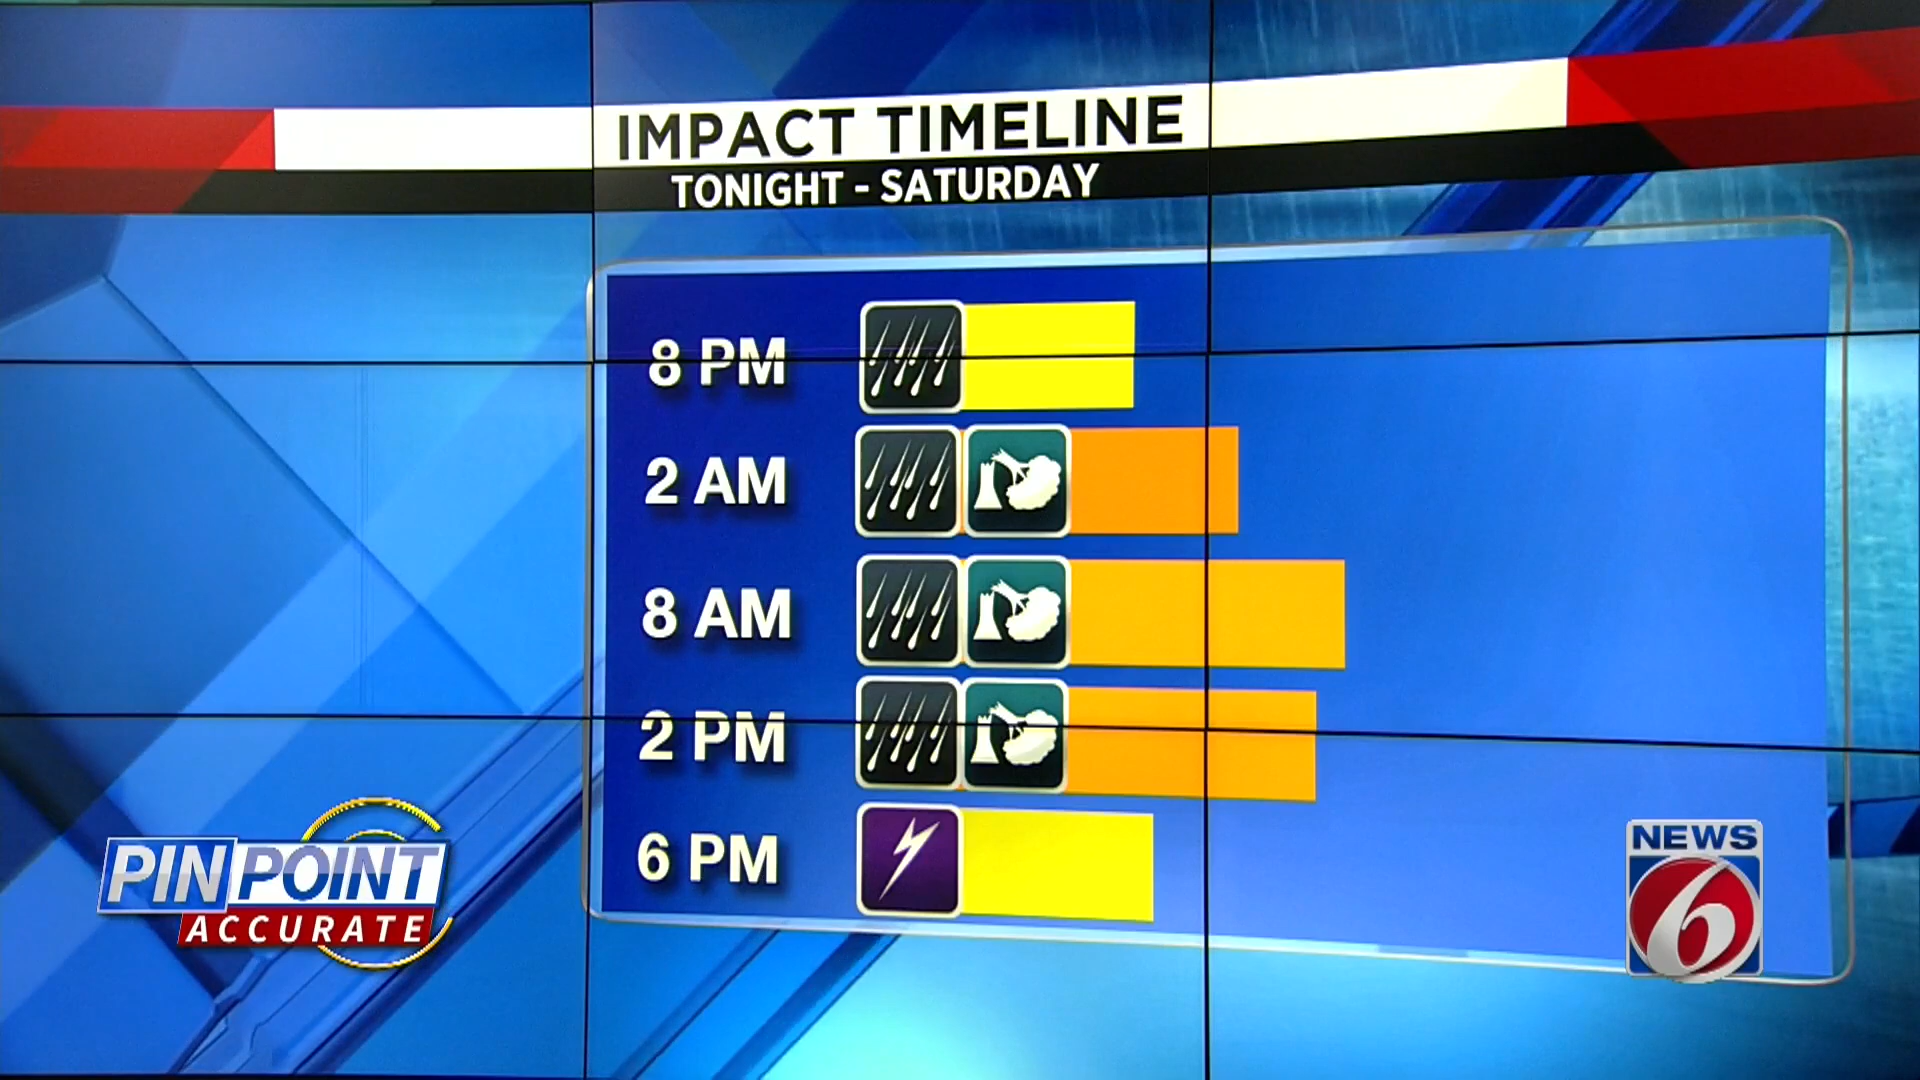 IMPACT TIMELINE
TONIGHT - SATURDAY
8 PM
2 AM
8 AM
2 PM
6 PM
PINPOINT
ACCURATE
NEWS
6